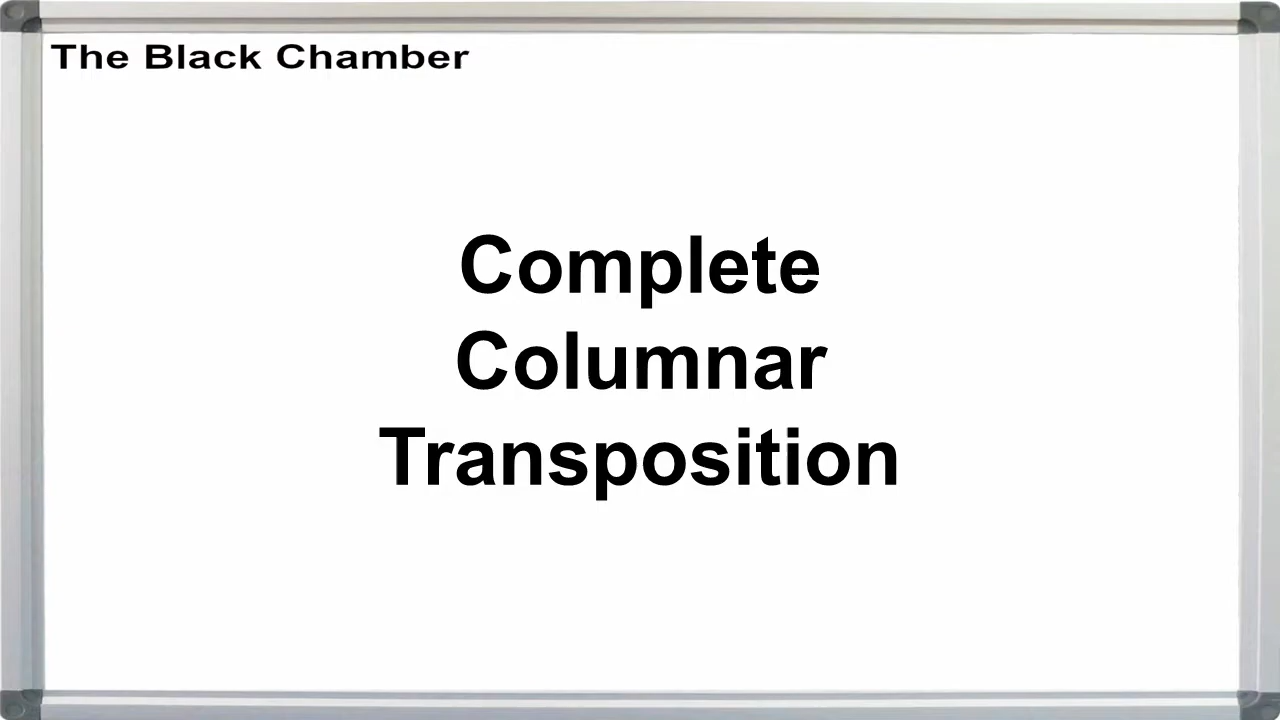 The Black Chamber
Complete
Columnar
Transposition